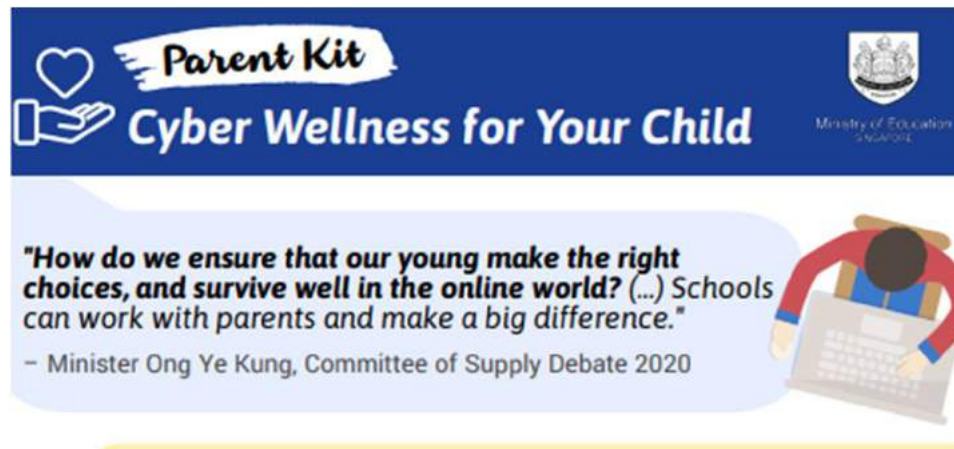 Parent Kit
Cyber Wellness for Your Child
Ministry of Education
SINGAPORE
"How do we ensure that our young make the right
choices, and survive well in the online world? (...) Schools
can work with parents and make a big difference."
– Minister Ong Ye Kung, Committee of Supply Debate 2020